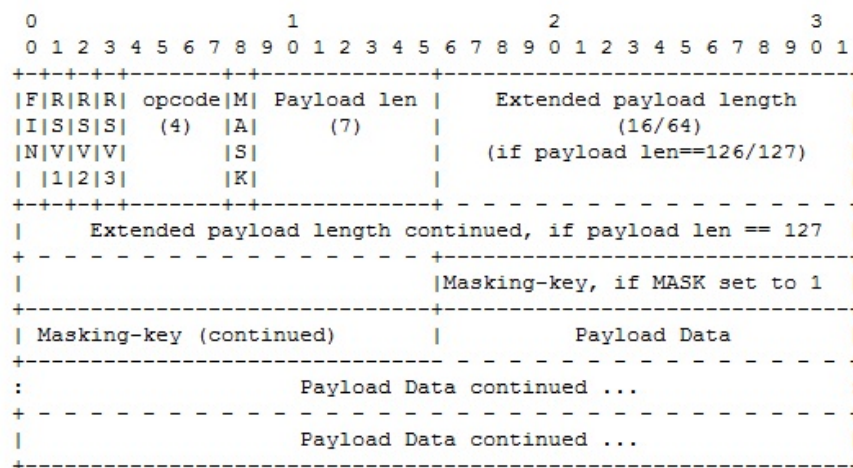 0                   1                   2                   3
 0 1 2 3 4 5 6 7 8 9 0 1 2 3 4 5 6 7 8 9 0 1 2 3 4 5 6 7 8 9 0 1
+-+-+-+-+-------+-+-------------+-------------------------------
|F|R|R|R| opcode|M| Payload len |    Extended payload length
|I|S|S|S|  (4)  |A|     (7)     |             (16/64)
|N|V|V|V|       |S|             |   (if payload len==126/127)
| |1|2|3|       |K|             |
+-+-+-+-+-------+-+-------------+ - - - - - - - - - - - - - - -
|     Extended payload length continued, if payload len == 127
+ - - - - - - - - - - - - - - - +-------------------------------
|                               |Masking-key, if MASK set to 1
+-------------------------------+-------------------------------
| Masking-key (continued)       |          Payload Data
+-------------------------------- - - - - - - - - - - - - - - -
:                     Payload Data continued ...
+ - - - - - - - - - - - - - - - - - - - - - - - - - - - - - - -
|                     Payload Data continued ...
+---------------------------------------------------------------